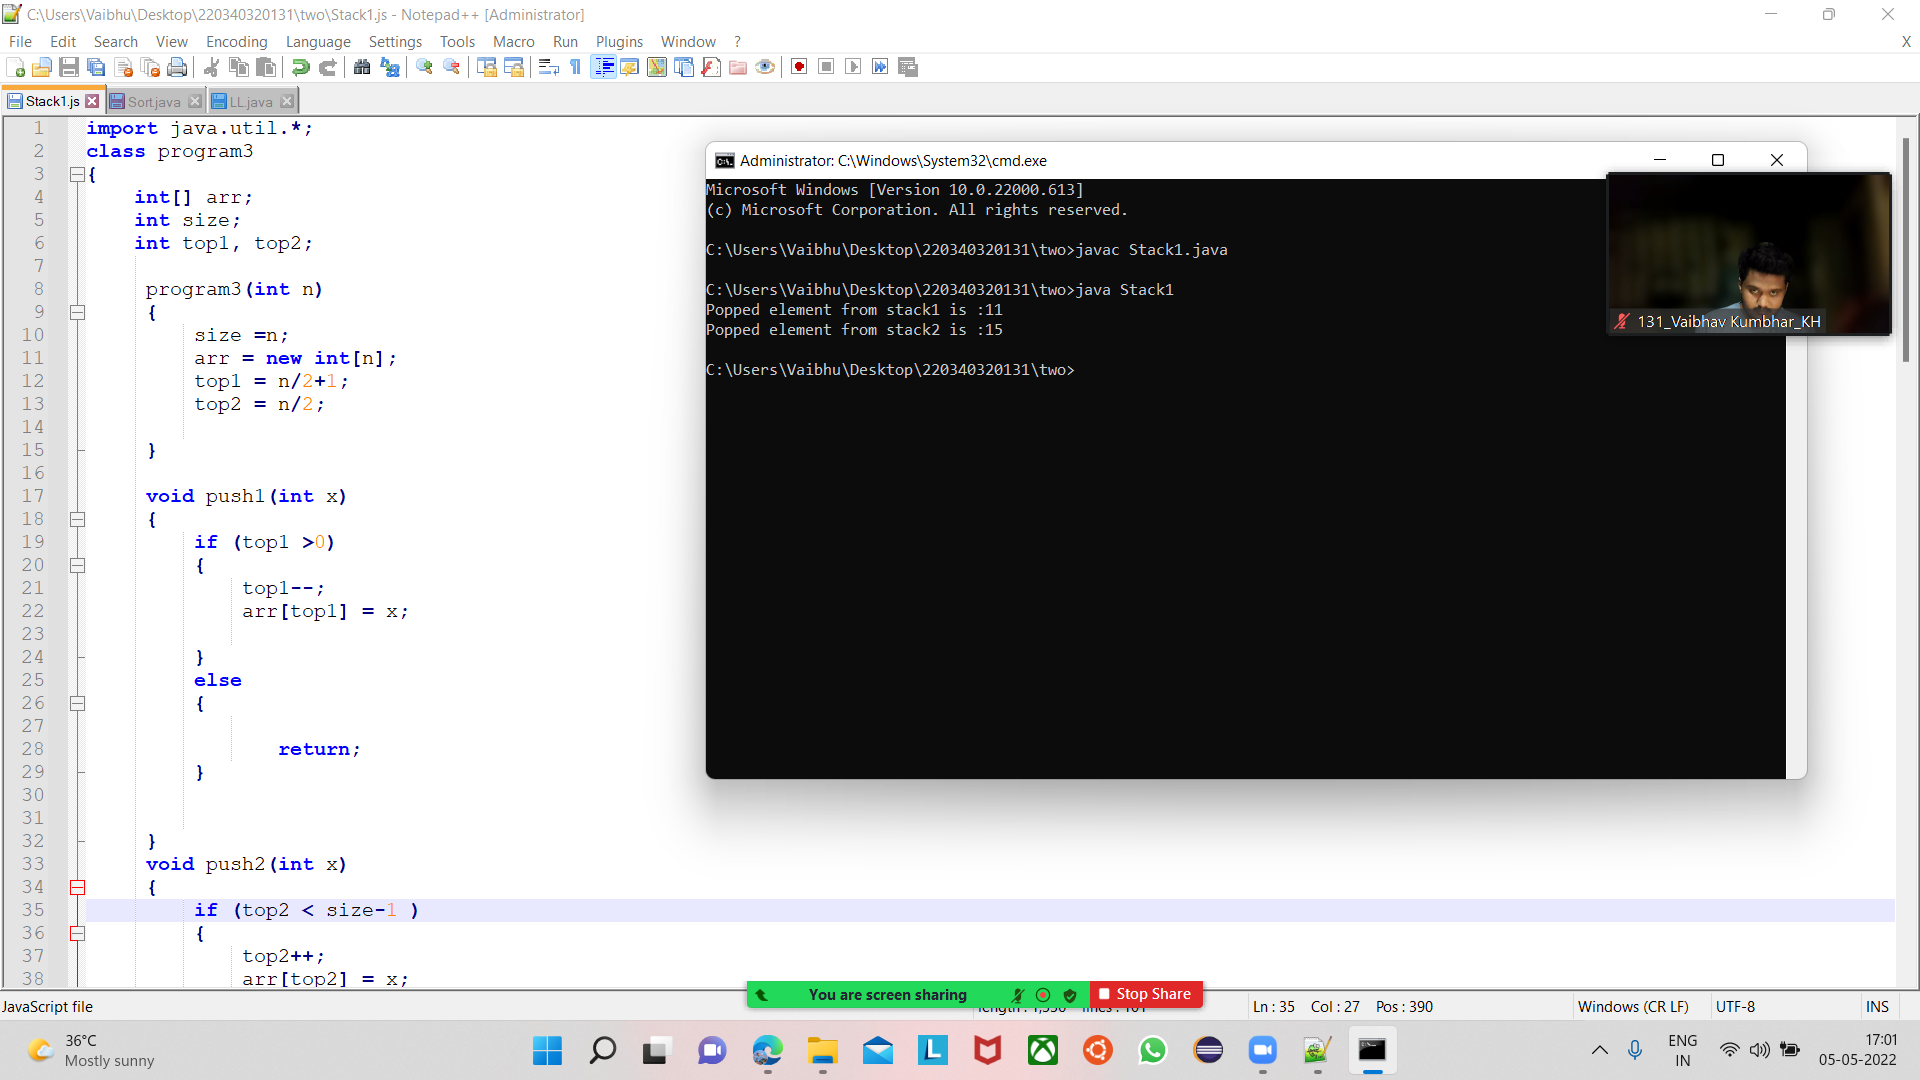 C:\Users\Vaibhu\Desktop\220340320131\two\Stack1.js - Notepad++ [Administrator]
File Edit Search View Encoding Language Settings Tools Macro Run Plugins Window ? X
Stack1.js Sort.java LL.java
1 import java.util.*;
2 class program3
3 {
4 int[] arr;
5 int size;
6 int top1, top2;
7
8 program3(int n)
9 {
10 size =n;
11 arr = new int[n];
12 top1 = n/2+1;
13 top2 = n/2;
14
15 }
16
17 void push1(int x)
18 {
19 if (top1 >0)
20 {
21 top1--;
22 arr[top1] = x;
23
24 }
25 else
26 {
27
28 return;
29 }
30
31
32 }
33 void push2(int x)
34 {
35 if (top2 < size-1 )
36 {
37 top2++;
38 arr[top2] = x;
Administrator: C:\Windows\System32\cmd.exe
Microsoft Windows [Version 10.0.22000.613]
(c) Microsoft Corporation. All rights reserved.
C:\Users\Vaibhu\Desktop\220340320131\two>javac Stack1.java
C:\Users\Vaibhu\Desktop\220340320131\two>java Stack1
Popped element from stack1 is :11
Popped element from stack2 is :15
C:\Users\Vaibhu\Desktop\220340320131\two>
131_Vaibhav Kumbhar_KH
You are screen sharing Stop Share
JavaScript file Ln : 35 Col : 27 Pos : 390 Windows (CR LF) UTF-8 INS
36°C
Mostly sunny
ENG
IN
17:01
05-05-2022